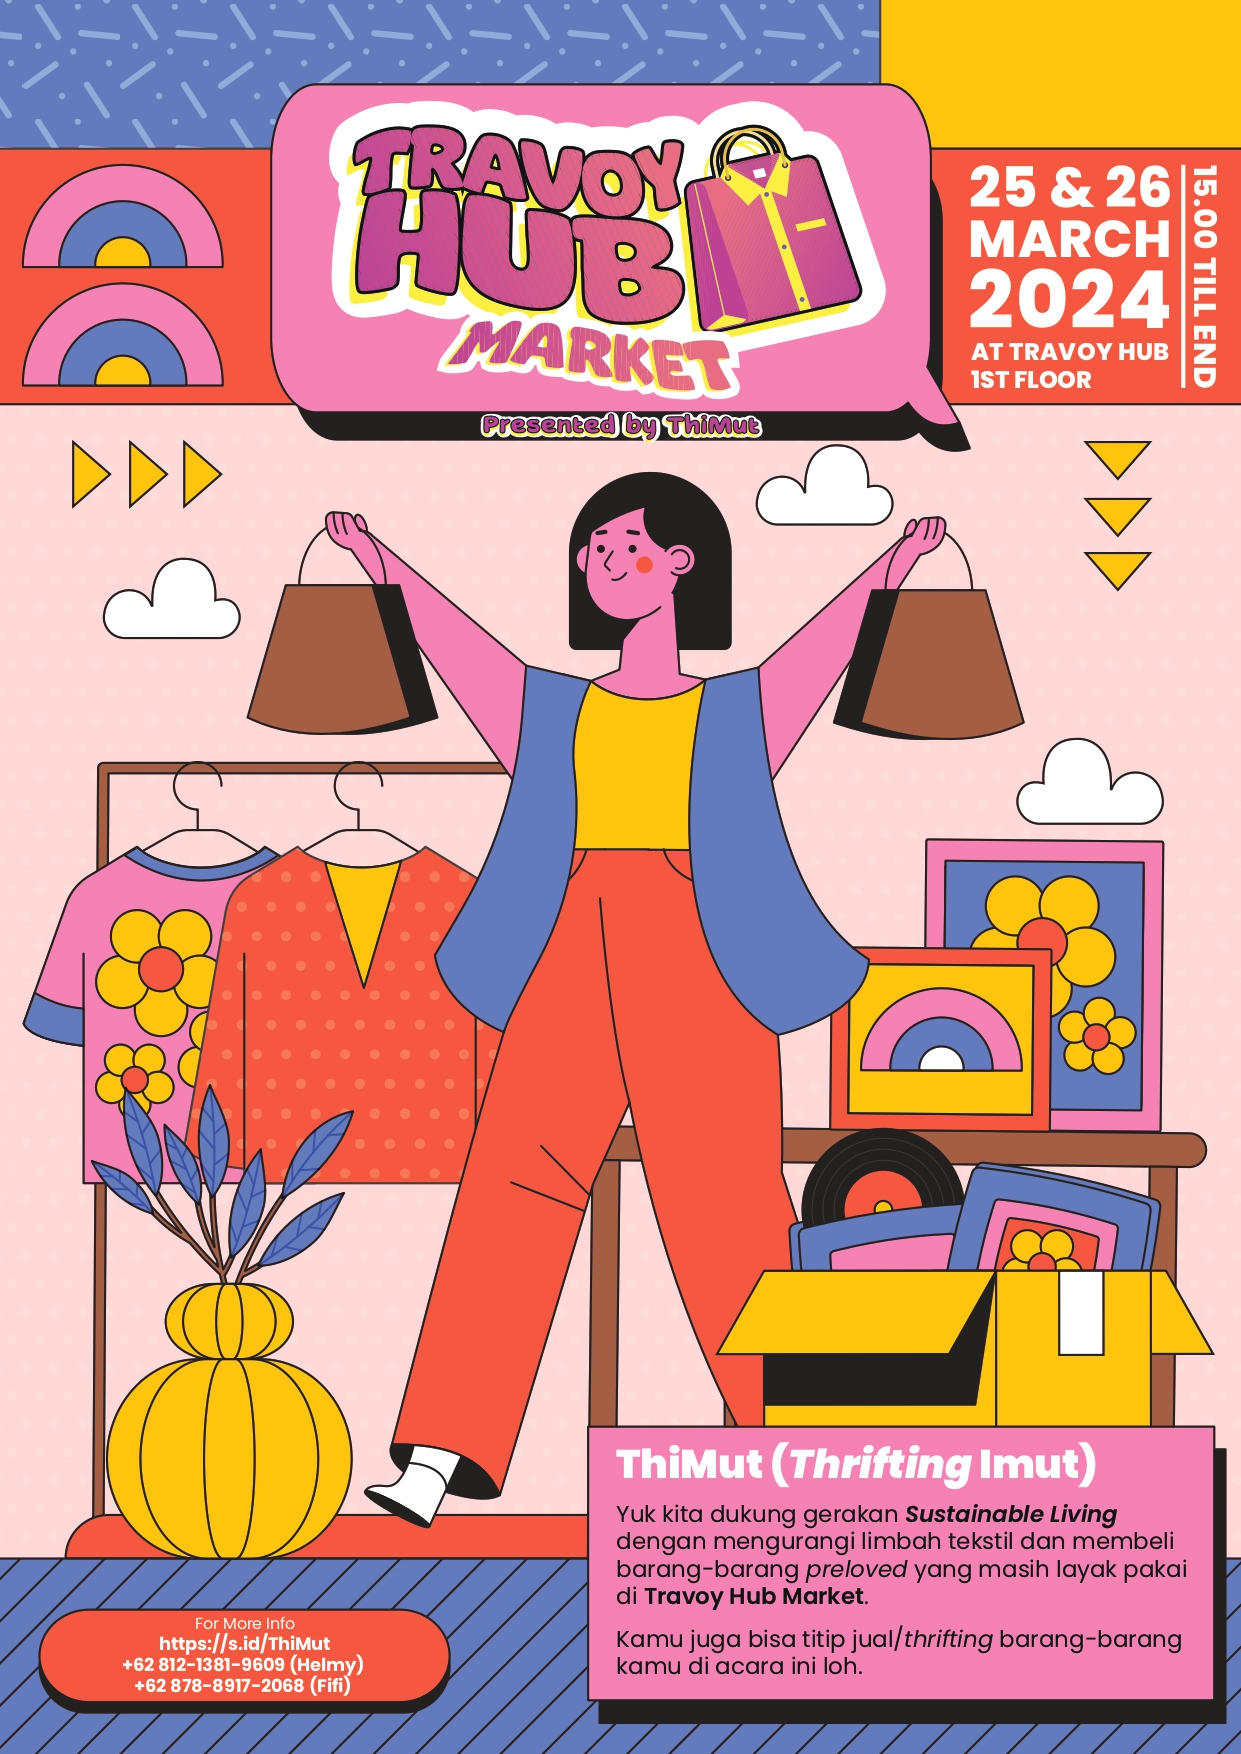 TRAVOY
HUB
MARKET
Presented by ThiMut
25 & 26
MARCH
2024
AT TRAVOY HUB
1ST FLOOR
15.00 TILL END
ThiMut (Thrifting Imut)
Yuk kita dukung gerakan Sustainable Living
dengan mengurangi limbah tekstil dan membeli
barang-barang preloved yang masih layak pakai
di Travoy Hub Market.
Kamu juga bisa titip jual/thrifting barang-barang
kamu di acara ini loh.
For More Info
https://s.id/ThiMut
+62 812-1381-9609 (Helmy)
+62 878-8917-2068 (Fifi)